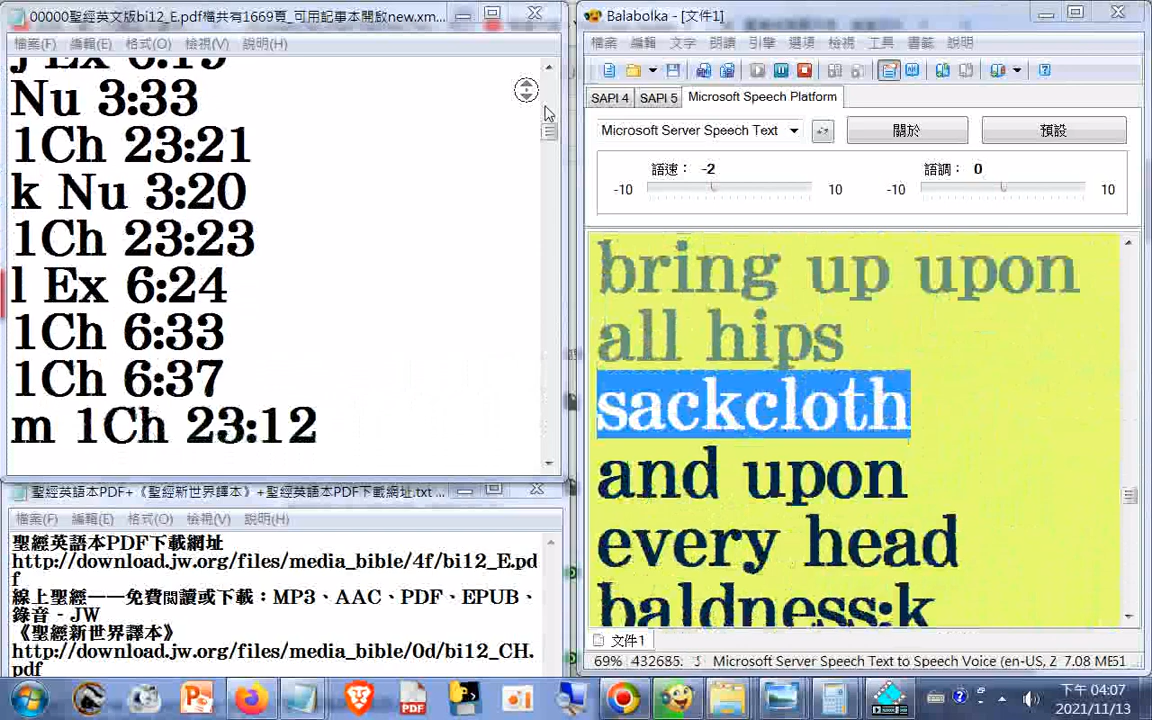 00000聖經英文版bi12_E.pdf檔共有1669頁_可用記事本開啟new.xm...
檔案(F) 編輯(E) 格式(O) 檢視(V) 說明(H)
j Ex 6:19
Nu 3:33
1Ch 23:21
k Nu 3:20
1Ch 23:23
l Ex 6:24
1Ch 6:33
1Ch 6:37
m 1Ch 23:12
聖經英語本PDF+《聖經新世界譯本》+聖經英語本PDF下載網址.txt ...
檔案(F) 編輯(E) 格式(O) 檢視(V) 說明(H)
聖經英語本PDF下載網址
http://download.jw.org/files/media_bible/4f/bi12_E.pd
f
線上聖經——免費閱讀或下載：MP3、AAC、PDF、EPUB、
錄音 - JW
《聖經新世界譯本》
http://download.jw.org/files/media_bible/0d/bi12_CH.
pdf
Balabolka - [文件1]
檔案 編輯 文字 朗讀 引擎 選項 檢視 工具 書籤 說明
SAPI 4 SAPI 5 Microsoft Speech Platform
Microsoft Server Speech Text 關於 預設
語速： -2 語調： 0
-10 10 -10 10
bring up upon
all hips
sackcloth
and upon
every head
baldness;k
文件1
69% 432685. Microsoft Server Speech Text to Speech Voice (en-US, Z 7.08 ME51
下午 04:07
2021/11/13